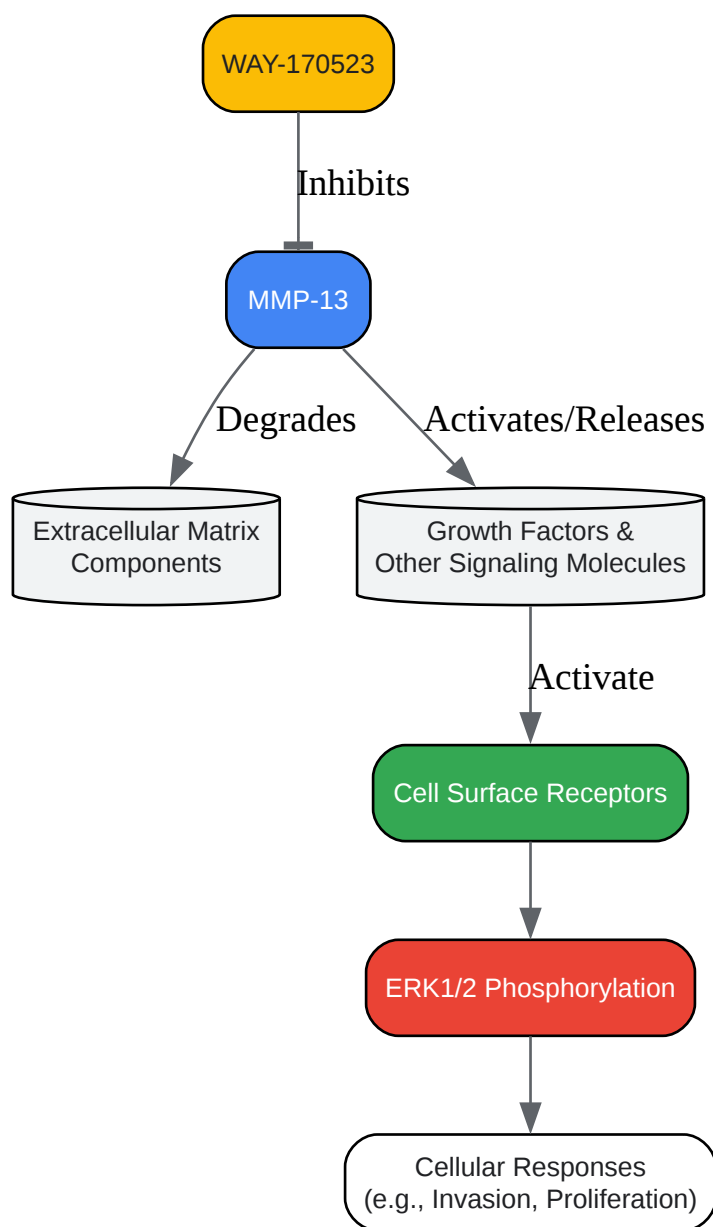 WAY-170523
Inhibits
MMP-13
Degrades
Activates/Releases
Extracellular Matrix
Components
Growth Factors &
Other Signaling Molecules
Activate
Cell Surface Receptors
ERK1/2 Phosphorylation
Cellular Responses
(e.g., Invasion, Proliferation)